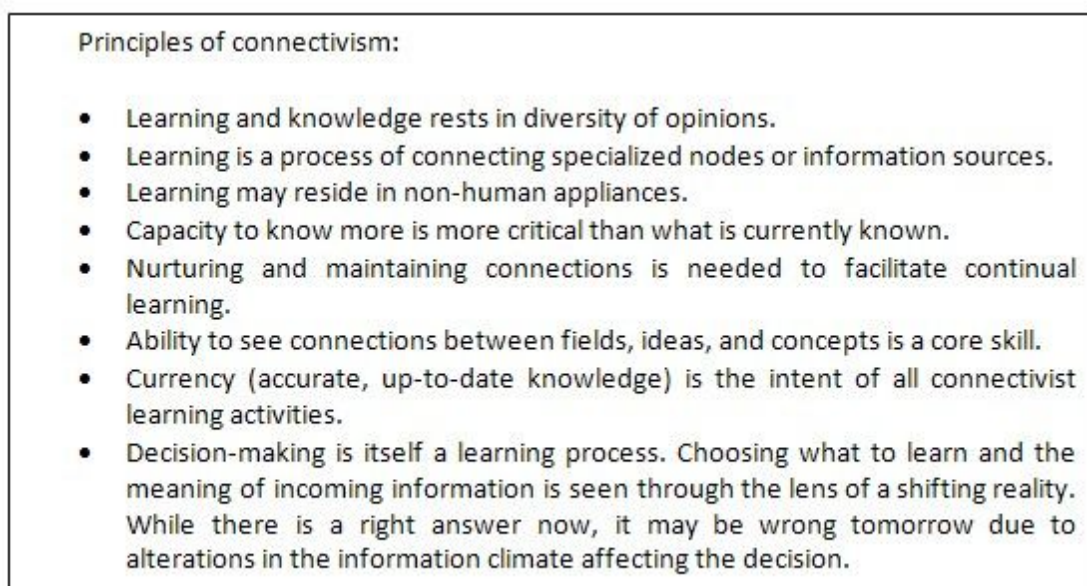 Principles of connectivism:
• Learning and knowledge rests in diversity of opinions.
• Learning is a process of connecting specialized nodes or information sources.
• Learning may reside in non-human appliances.
• Capacity to know more is more critical than what is currently known.
• Nurturing and maintaining connections is needed to facilitate continual
learning.
• Ability to see connections between fields, ideas, and concepts is a core skill.
• Currency (accurate, up-to-date knowledge) is the intent of all connectivist
learning activities.
• Decision-making is itself a learning process. Choosing what to learn and the
meaning of incoming information is seen through the lens of a shifting reality.
While there is a right answer now, it may be wrong tomorrow due to
alterations in the information climate affecting the decision.